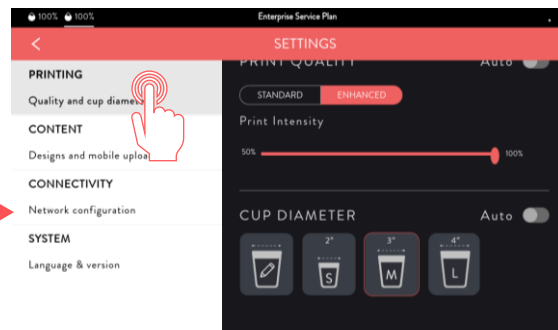 100% 100% Enterprise Service Plan
SETTINGS
PRINTING
Quality and cup diamet
CONTENT
Designs and mobile uploa
CONNECTIVITY
Network configuration
SYSTEM
Language & version
PRINT QUALITY Auto
STANDARD ENHANCED
Print Intensity
50% 100%
CUP DIAMETER Auto
2" 3" 4"
S M L